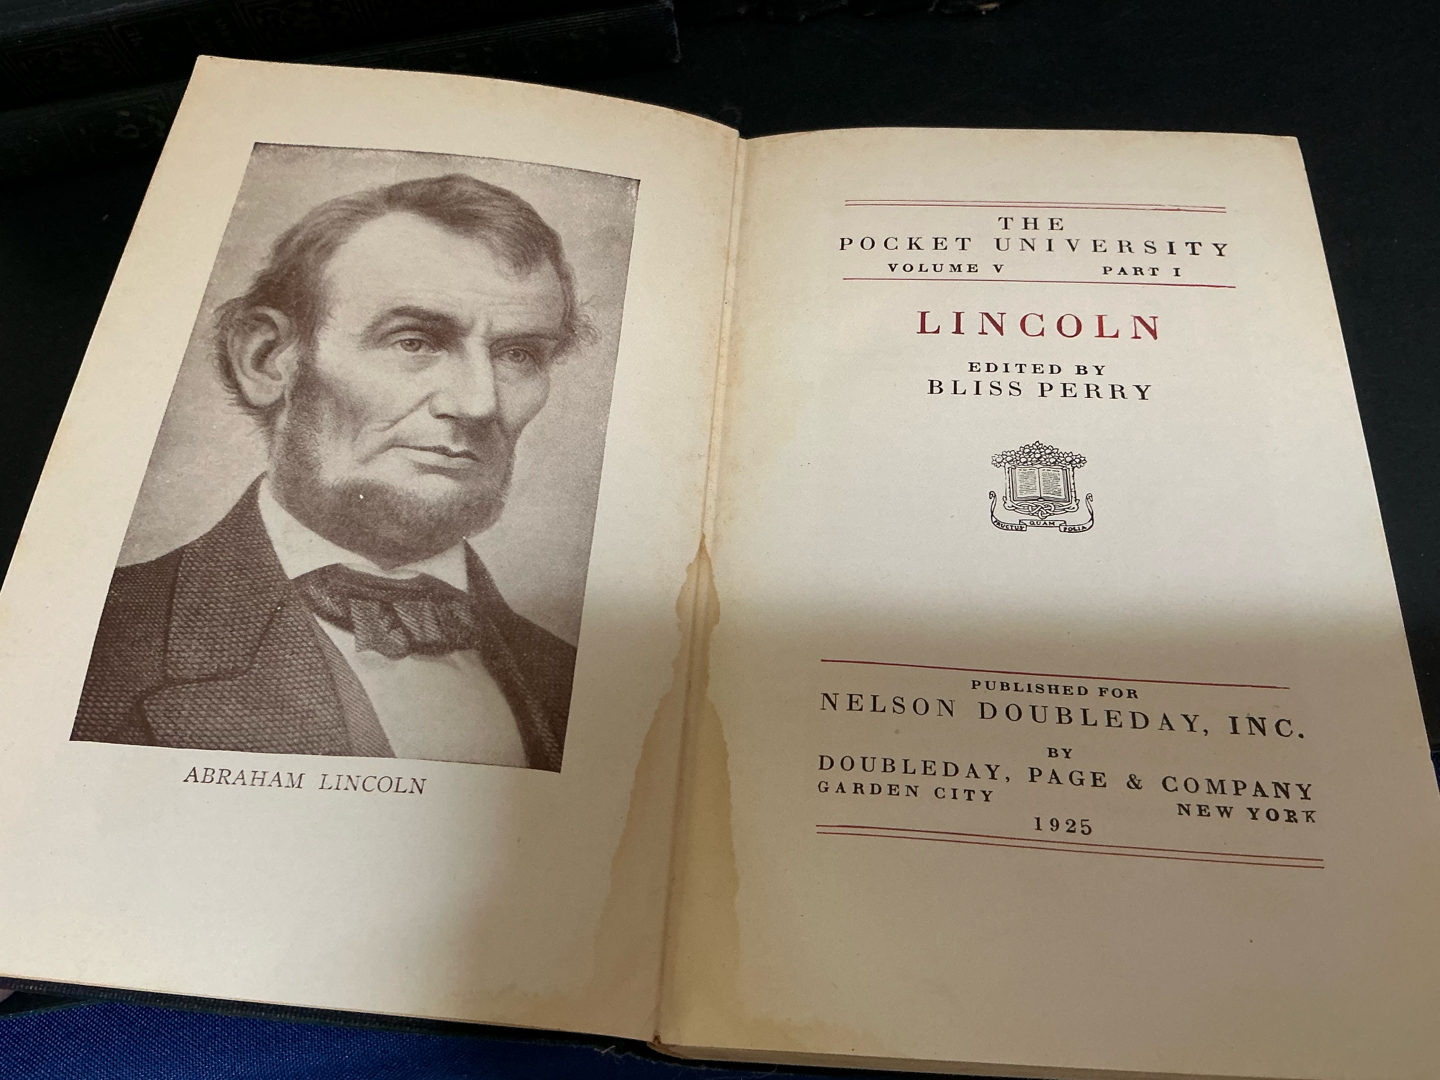 ABRAHAM LINCOLN
THE
POCKET UNIVERSITY
VOLUME V PART I
LINCOLN
EDITED BY
BLISS PERRY
FRUCTUS QUAM FOLIA
PUBLISHED FOR
NELSON DOUBLEDAY, INC.
BY
DOUBLEDAY, PAGE & COMPANY
GARDEN CITY NEW YORK
1925